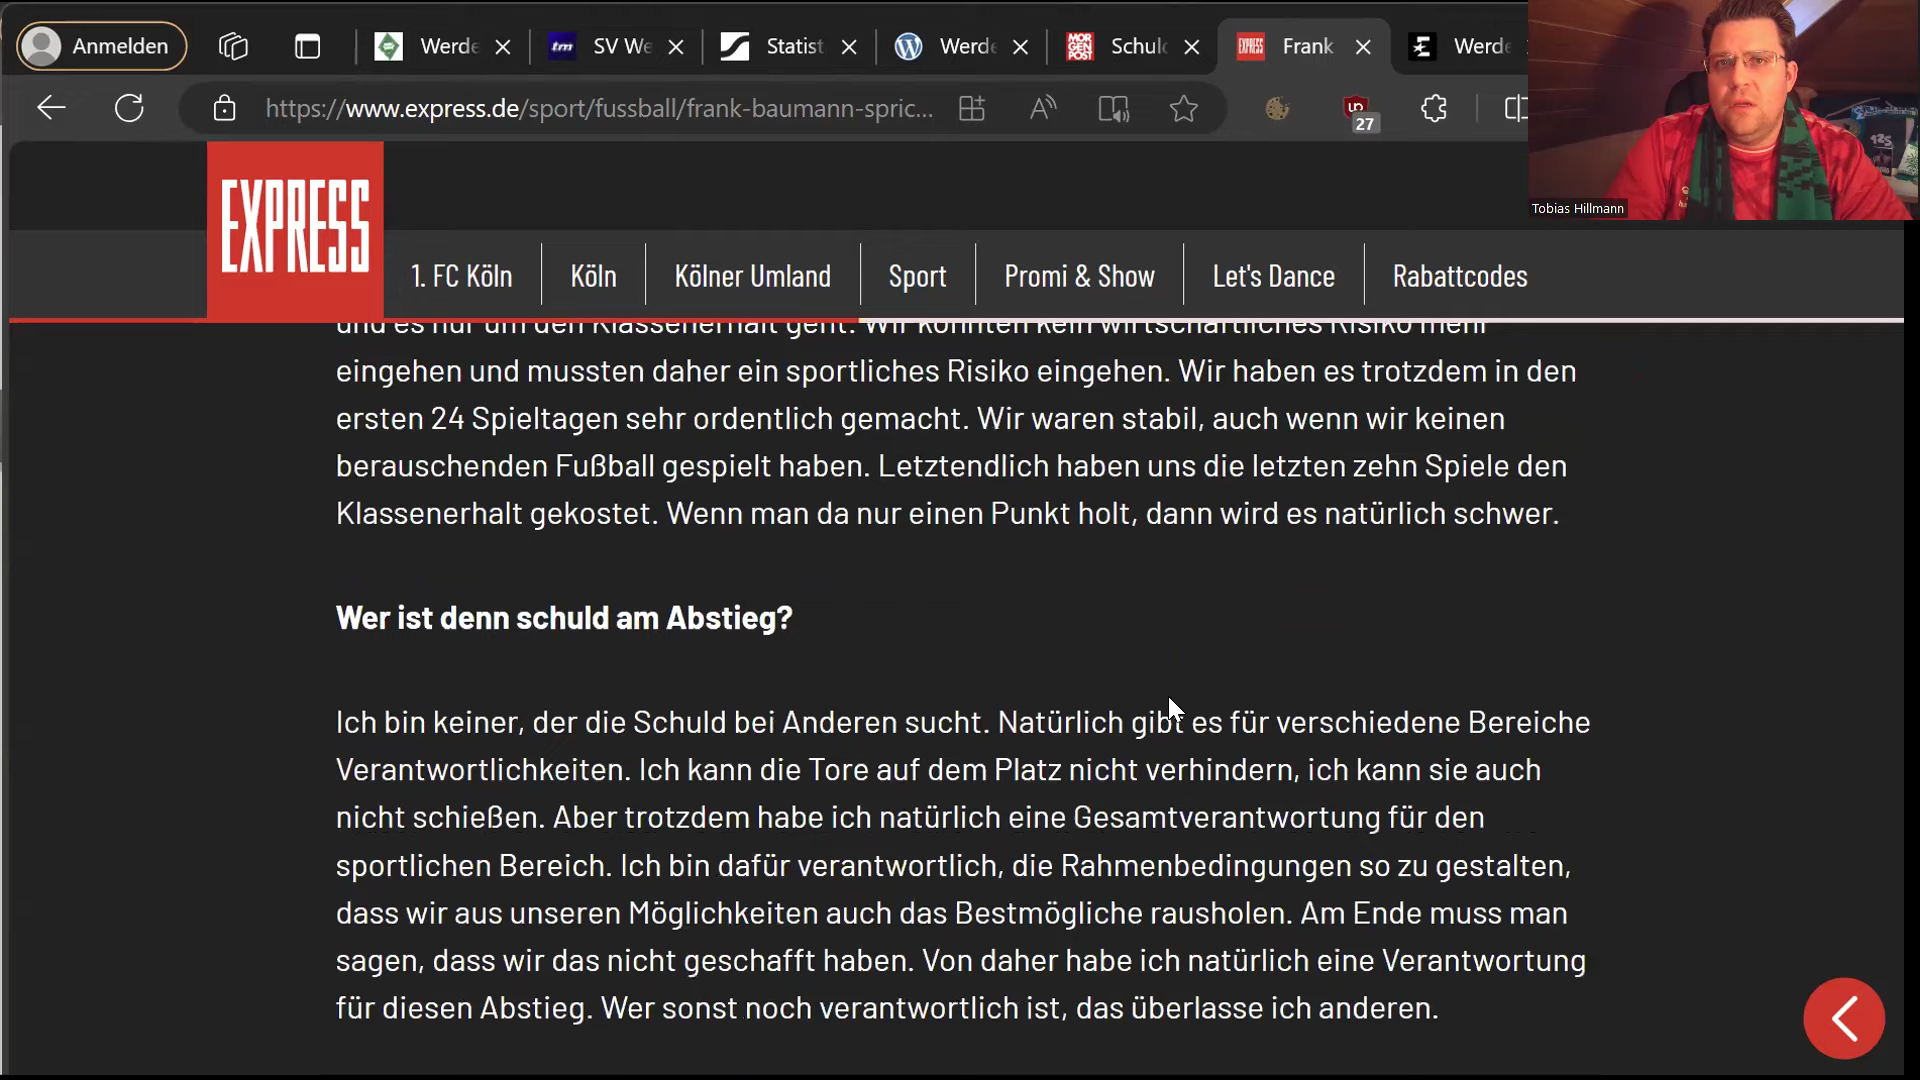 Anmelden
Werde
SV We
Statist
Werde
MOR
GEN
POST
Schuld
EXPRESS
Frank
Werde
https://www.express.de/sport/fussball/frank-baumann-spric...
27
125
Tobias Hillmann
EXPRESS
1. FC Köln
Köln
Kölner Umland
Sport
Promi & Show
Let's Dance
Rabattcodes
und es nur um den Klassenerhalt geht. Wir konnten kein wirtschaftliches Risiko mehr
eingehen und mussten daher ein sportliches Risiko eingehen. Wir haben es trotzdem in den
ersten 24 Spieltagen sehr ordentlich gemacht. Wir waren stabil, auch wenn wir keinen
berauschenden Fußball gespielt haben. Letztendlich haben uns die letzten zehn Spiele den
Klassenerhalt gekostet. Wenn man da nur einen Punkt holt, dann wird es natürlich schwer.
Wer ist denn schuld am Abstieg?
Ich bin keiner, der die Schuld bei Anderen sucht. Natürlich gibt es für verschiedene Bereiche
Verantwortlichkeiten. Ich kann die Tore auf dem Platz nicht verhindern, ich kann sie auch
nicht schießen. Aber trotzdem habe ich natürlich eine Gesamtverantwortung für den
sportlichen Bereich. Ich bin dafür verantwortlich, die Rahmenbedingungen so zu gestalten,
dass wir aus unseren Möglichkeiten auch das Bestmögliche rausholen. Am Ende muss man
sagen, dass wir das nicht geschafft haben. Von daher habe ich natürlich eine Verantwortung
für diesen Abstieg. Wer sonst noch verantwortlich ist, das überlasse ich anderen.